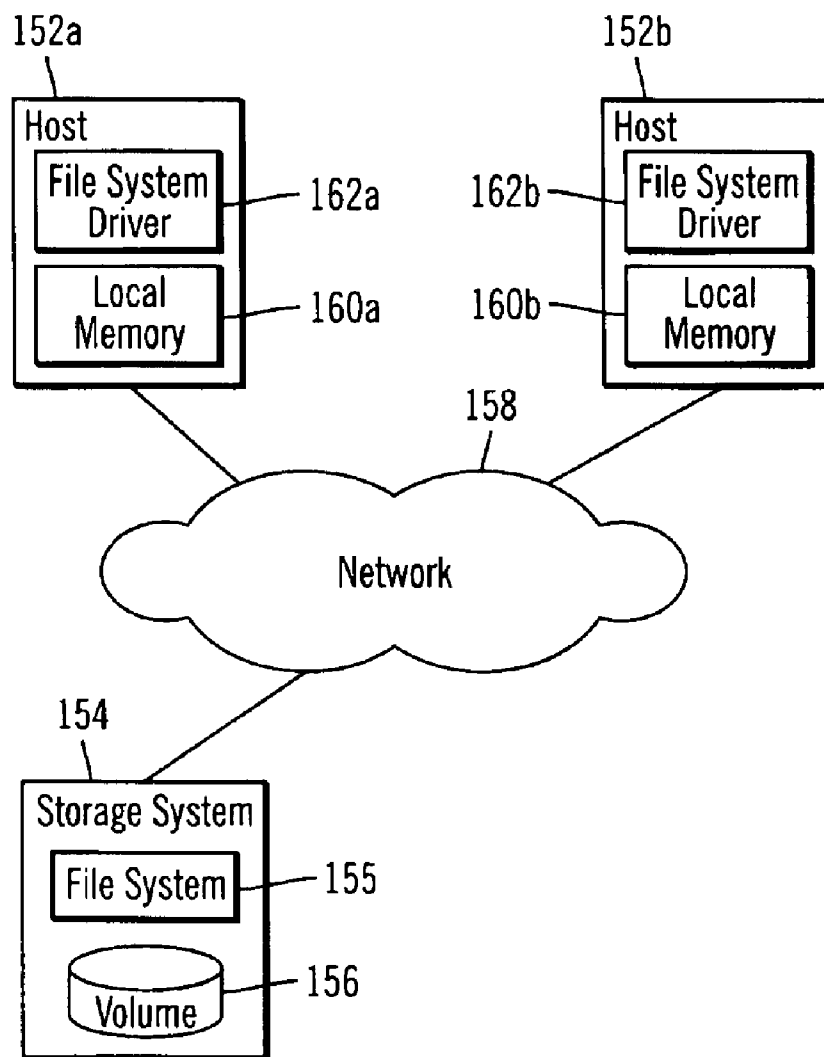 152a
152b
Host
File System
Driver
162a
Local
Memory
160a
Host
162b
File System
Driver
160b
Local
Memory
158
Network
154
Storage System
File System
155
Volume
156